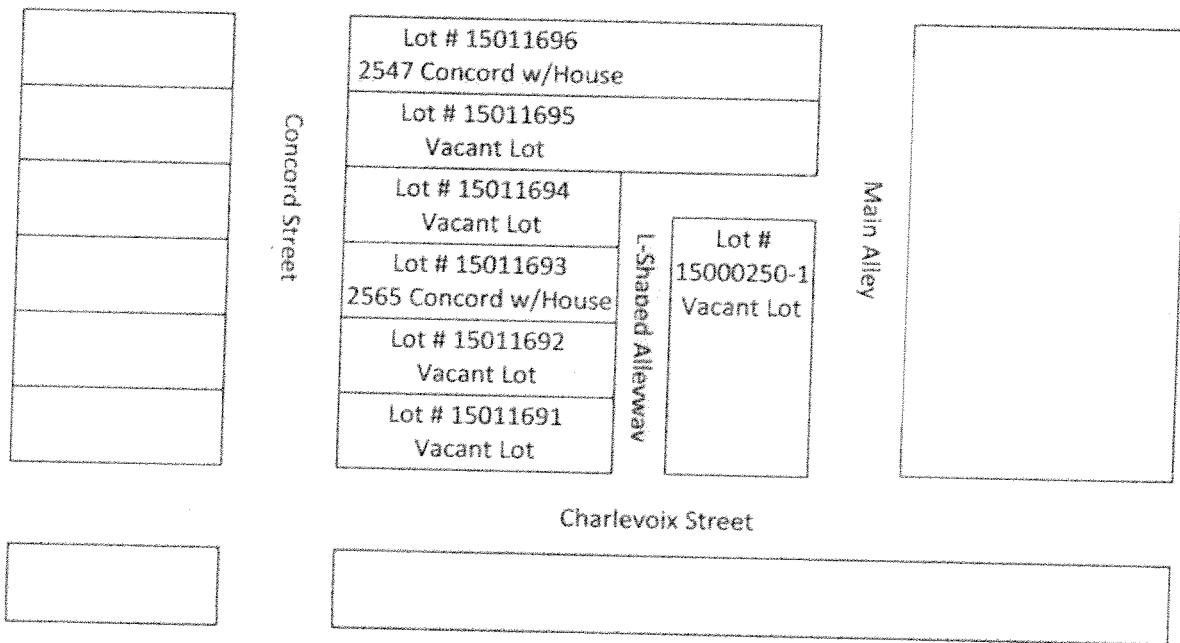 Lot # 15011696
2547 Concord w/House
Lot # 15011695
Vacant Lot
Concord Street
Lot # 15011694
Vacant Lot
Lot # 15011693
2565 Concord w/House
Lot # 15011692
Vacant Lot
Lot # 15011691
Vacant Lot
L-Shaped Alleyway
Lot #
15000250-1
Vacant Lot
Main Alley
Charlevoix Street